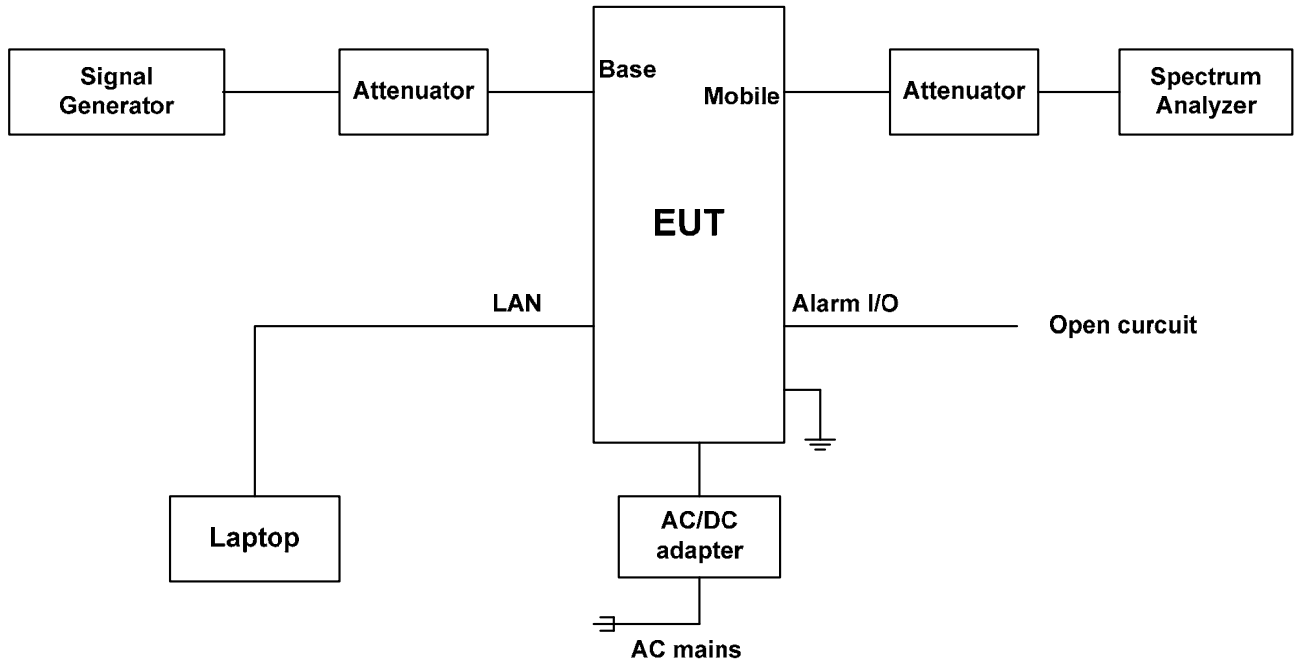 Signal
Generator
Attenuator
Base
Mobile
Attenuator
Spectrum
Analyzer
EUT
LAN
Alarm I/O
Open curcuit
Laptop
AC/DC
adapter
AC mains